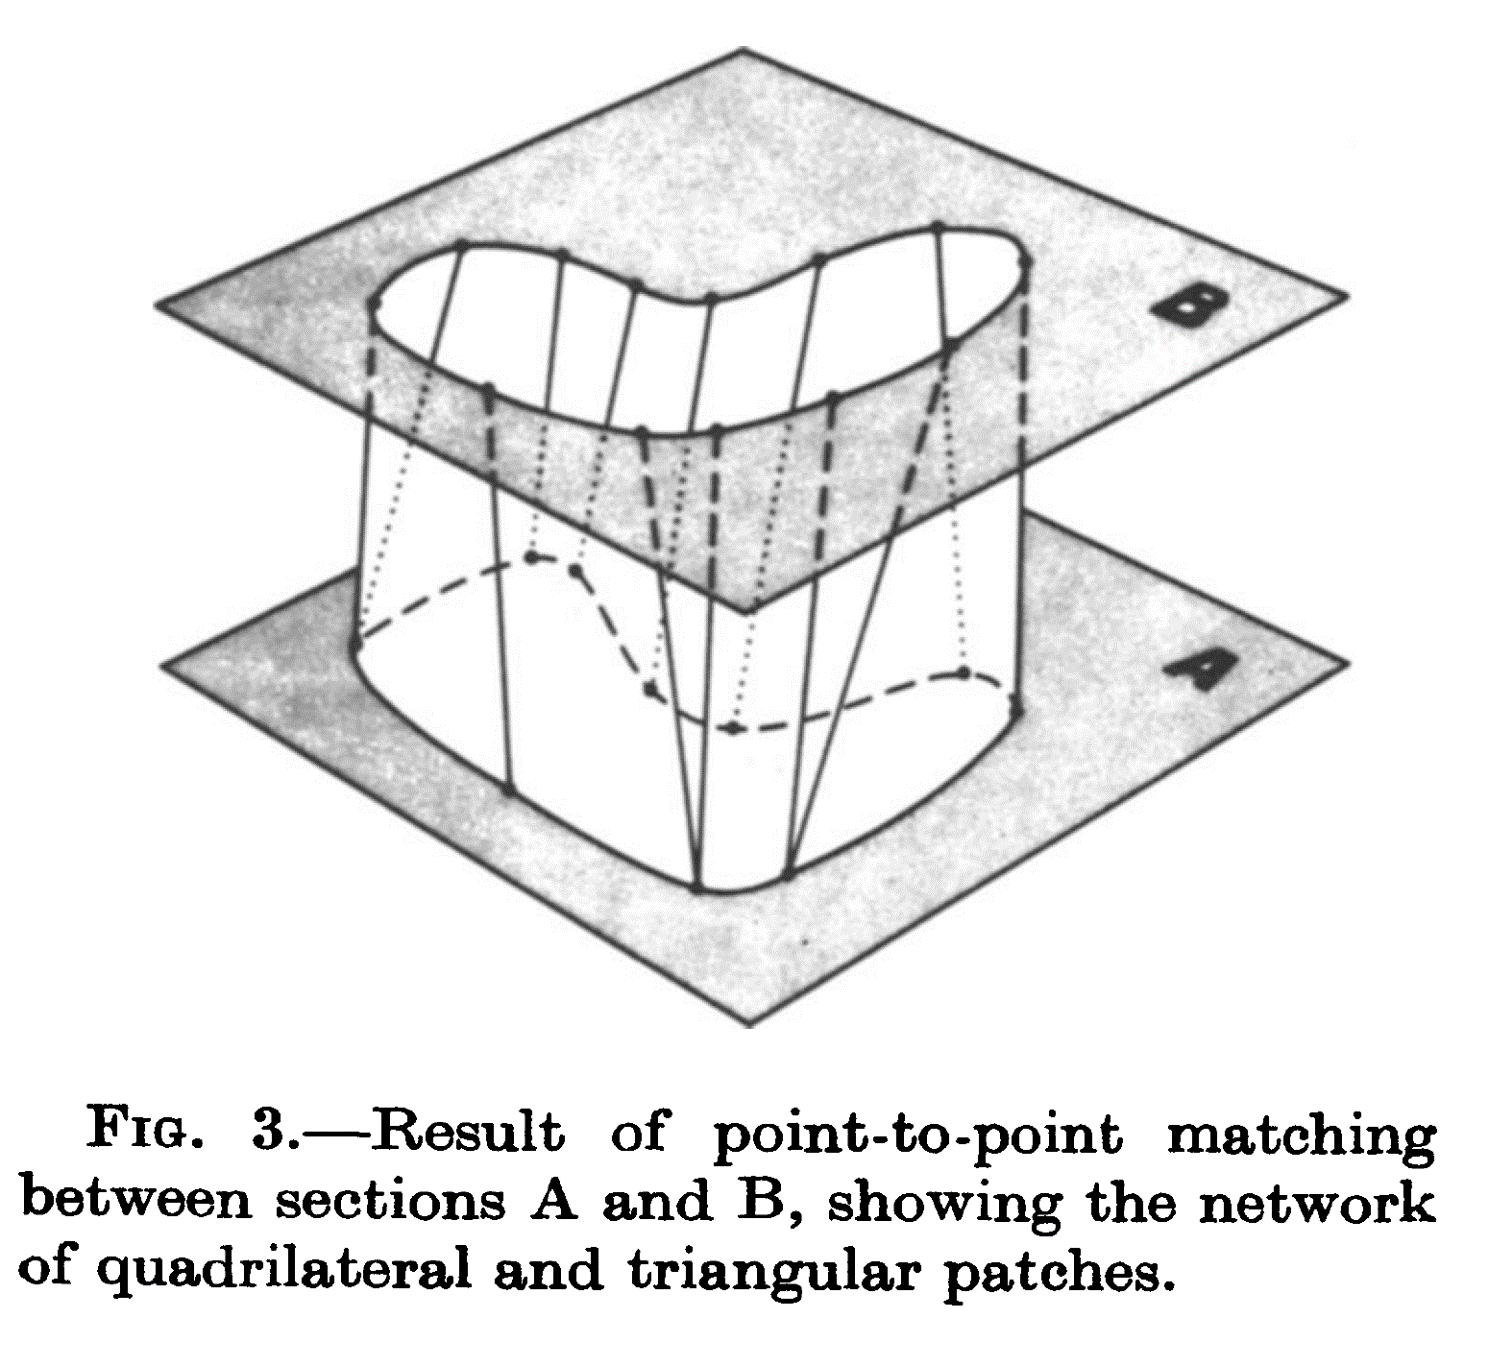 B
A
FIG. 3.—Result of point-to-point matching
between sections A and B, showing the network
of quadrilateral and triangular patches.